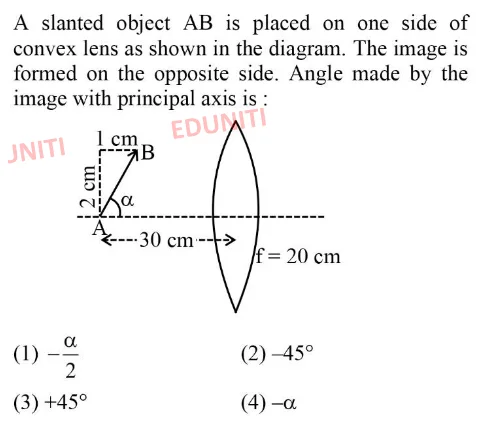 A slanted object AB is placed on one side of
convex lens as shown in the diagram. The image is
formed on the opposite side. Angle made by the
image with principal axis is :
JNITI
EDUNITI
1 cm
B
2 cm
α
A
30 cm
f = 20 cm
(1) −α/2
(2) –45°
(3) +45°
(4) –α